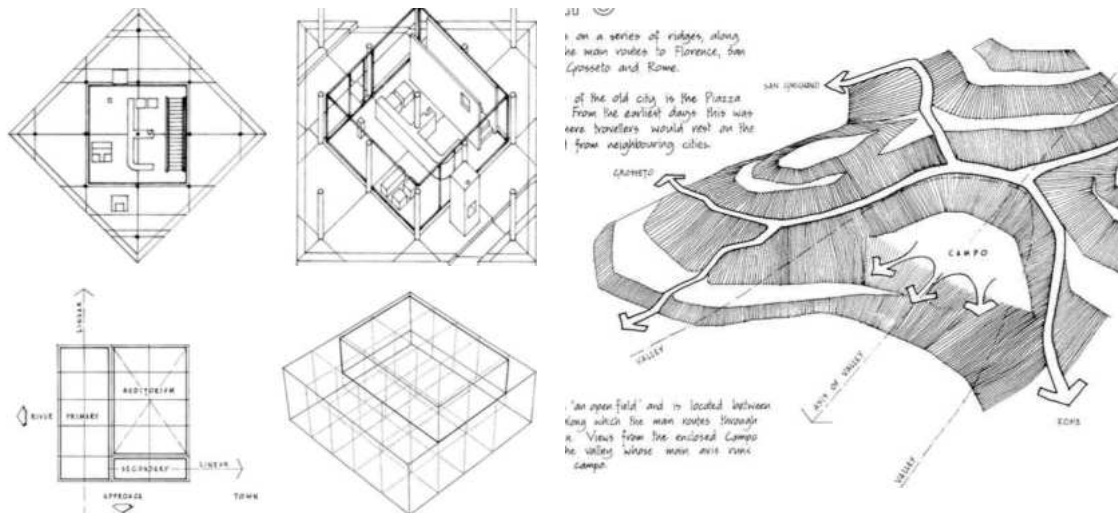 LINEAR
AUDITORIUM
RIVER
PRIMARY
SECONDARY
LINEAR
APPROACH
TOWN
on a series of ridges, along
he main routes to Florence, San
Grosseto and Rome.
of the old city is the Piazza
From the earliest days this was
here travellers would rest on the
from neighbouring cities.
SAN GIMIGNANO
GROSSETO
CAMPO
VALLEY
AXIS OF VALLEY
VALLEY
ROME
"an open field" and is located between
along which the main routes through
Views from the enclosed Campo
he valley whose main axis runs
campo.